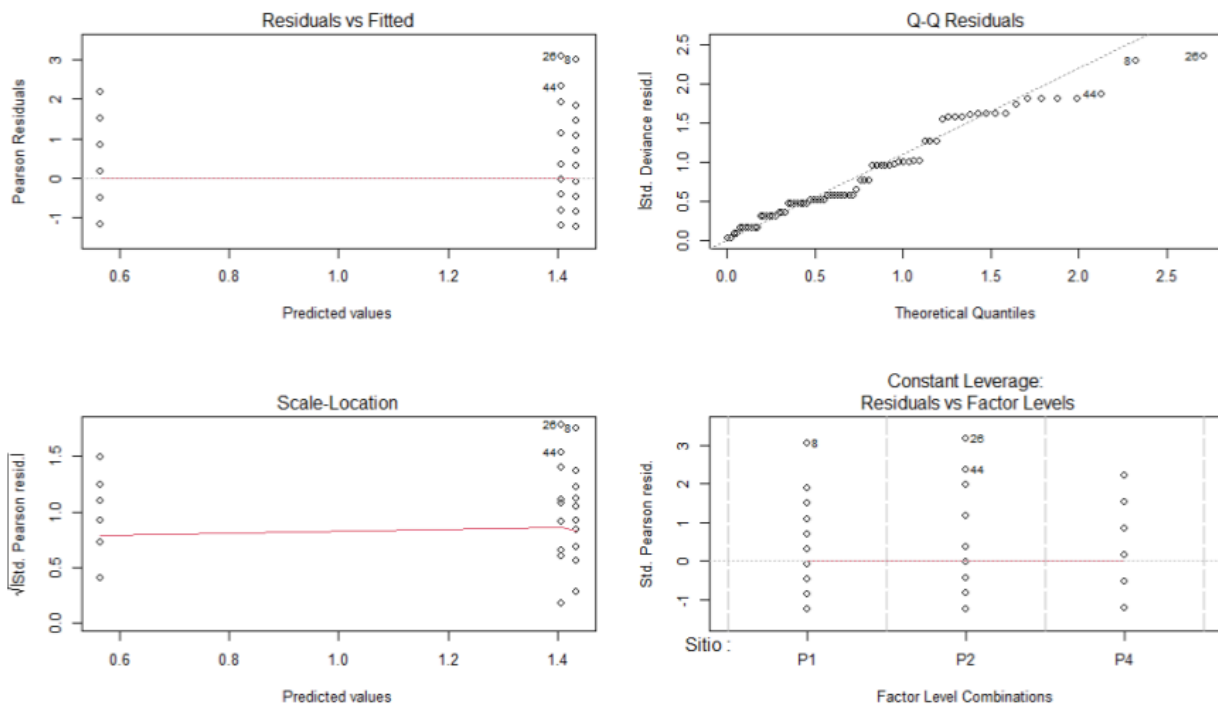 Residuals vs Fitted
Pearson Residuals
3
2
1
0
-1
26
8
44
0.6 0.8 1.0 1.2 1.4
Predicted values
Q-Q Residuals
|Std. Deviance resid.|
2.5
2.0
1.5
1.0
0.5
0.0
8
26
44
0.0 0.5 1.0 1.5 2.0 2.5
Theoretical Quantiles
Scale-Location
√|Std. Pearson resid.|
1.5
1.0
0.5
0.0
26
8
44
0.6 0.8 1.0 1.2 1.4
Predicted values
Constant Leverage:
Residuals vs Factor Levels
Std. Pearson resid.
3
2
1
0
-1
8
26
44
Sitio :
P1 P2 P4
Factor Level Combinations